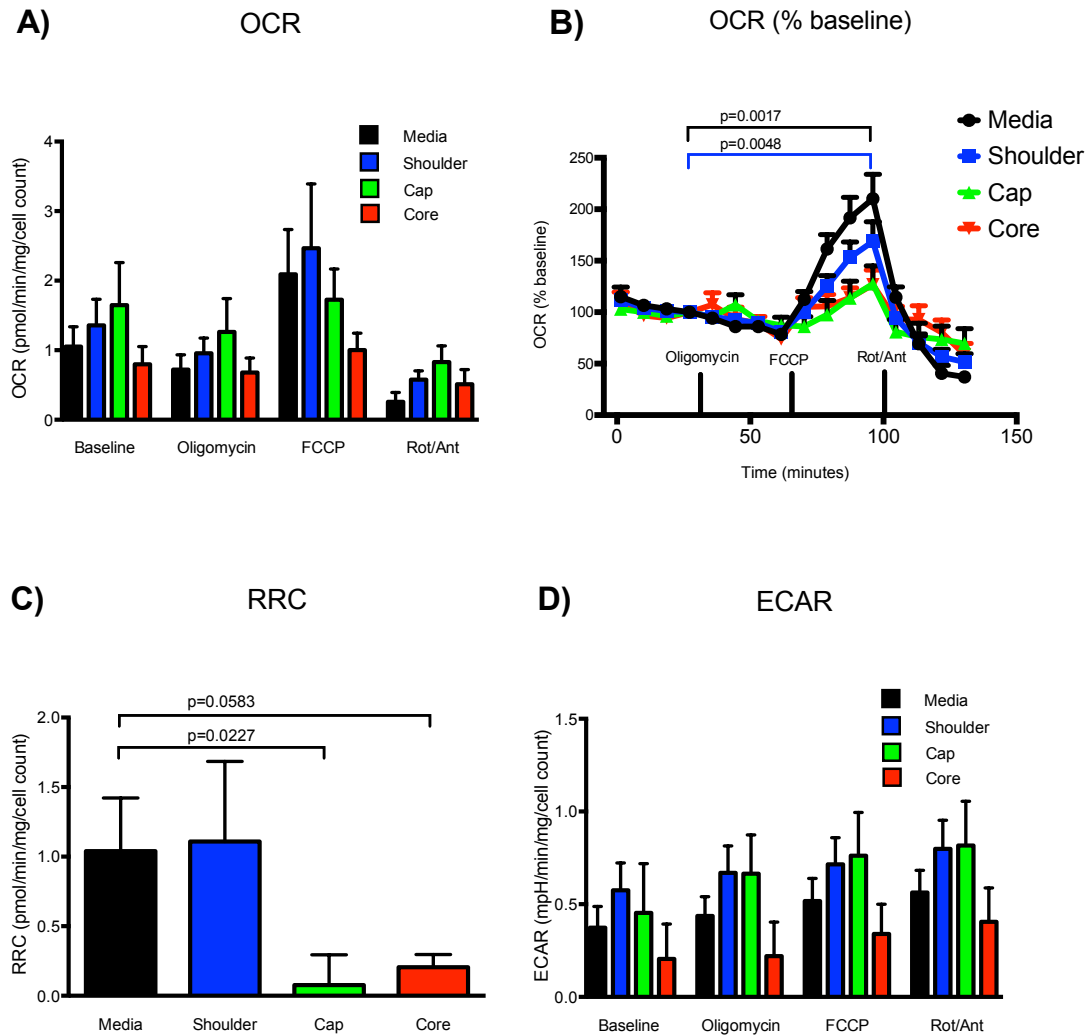 A) OCR
Media
Shoulder
Cap
Core
OCR (pmol/min/mg/cell count)
4
3
2
1
0
Baseline Oligomycin FCCP Rot/Ant
B) OCR (% baseline)
p=0.0017
p=0.0048
Media
Shoulder
Cap
Core
OCR (% baseline)
250
200
150
100
50
0
Oligomycin FCCP Rot/Ant
0 50 100 150
Time (minutes)
C) RRC
p=0.0583
p=0.0227
RRC (pmol/min/mg/cell count)
2.0
1.5
1.0
0.5
0.0
Media Shoulder Cap Core
D) ECAR
Media
Shoulder
Cap
Core
ECAR (mpH/min/mg/cell count)
1.5
1.0
0.5
0.0
Baseline Oligomycin FCCP Rot/Ant